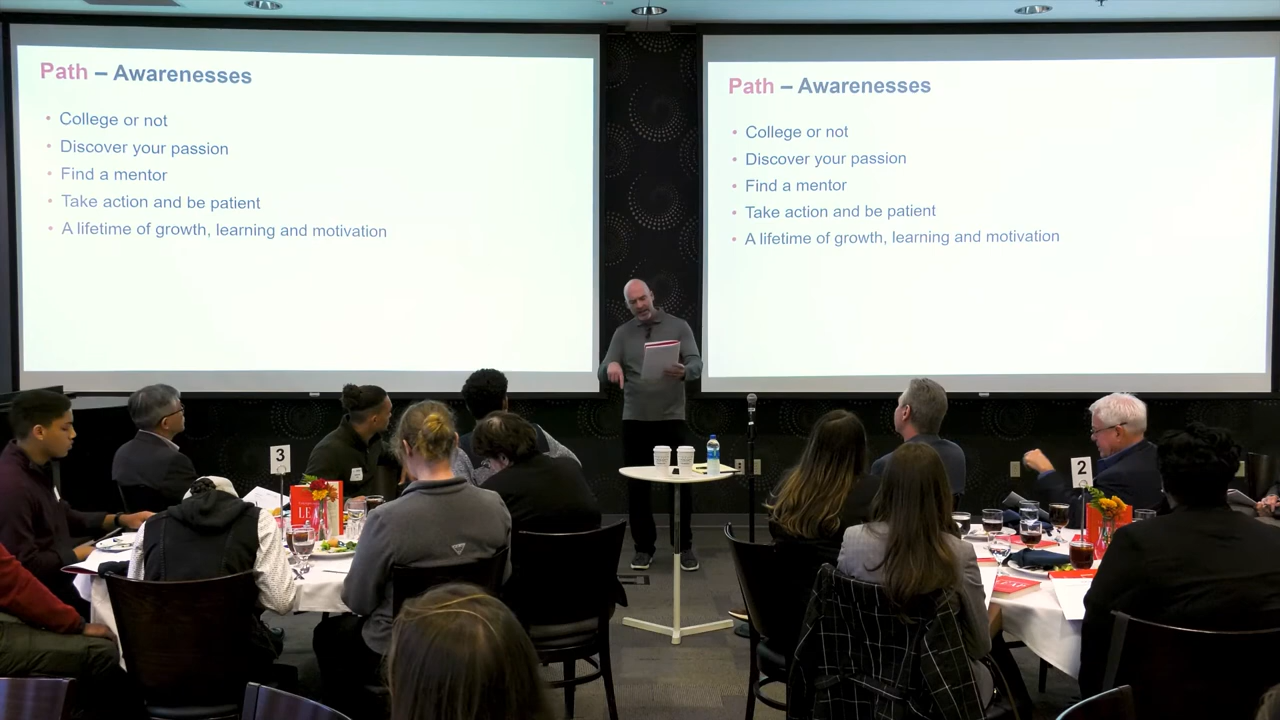 Path – Awarenesses
• College or not
• Discover your passion
• Find a mentor
• Take action and be patient
• A lifetime of growth, learning and motivation
Path – Awarenesses
• College or not
• Discover your passion
• Find a mentor
• Take action and be patient
• A lifetime of growth, learning and motivation
3
2